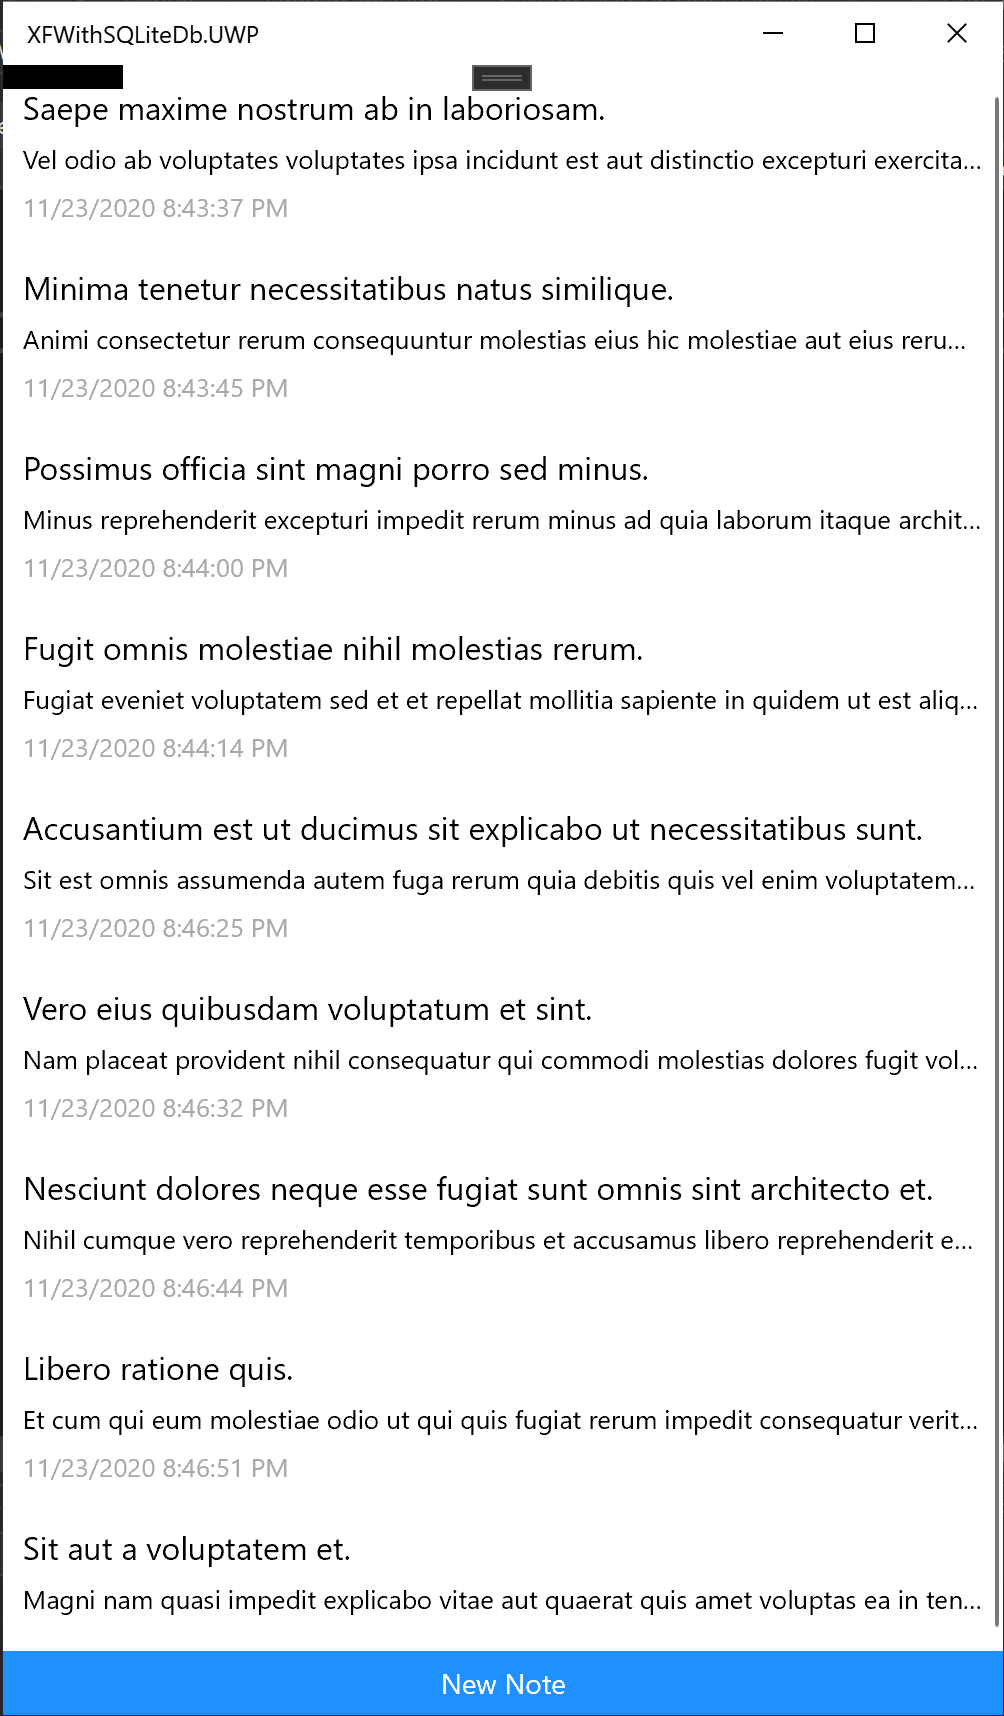 XFWithSQLiteDb.UWP
Saepe maxime nostrum ab in laboriosam.
Vel odio ab voluptates voluptates ipsa incidunt est aut distinctio excepturi exercita...
11/23/2020 8:43:37 PM
Minima tenetur necessitatibus natus similique.
Animi consectetur rerum consequuntur molestias eius hic molestiae aut eius reru...
11/23/2020 8:43:45 PM
Possimus officia sint magni porro sed minus.
Minus reprehenderit excepturi impedit rerum minus ad quia laborum itaque archit...
11/23/2020 8:44:00 PM
Fugit omnis molestiae nihil molestias rerum.
Fugiat eveniet voluptatem sed et et repellat mollitia sapiente in quidem ut est aliq...
11/23/2020 8:44:14 PM
Accusantium est ut ducimus sit explicabo ut necessitatibus sunt.
Sit est omnis assumenda autem fuga rerum quia debitis quis vel enim voluptatem...
11/23/2020 8:46:25 PM
Vero eius quibusdam voluptatum et sint.
Nam placeat provident nihil consequatur qui commodi molestias dolores fugit vol...
11/23/2020 8:46:32 PM
Nesciunt dolores neque esse fugiat sunt omnis sint architecto et.
Nihil cumque vero reprehenderit temporibus et accusamus libero reprehenderit e...
11/23/2020 8:46:44 PM
Libero ratione quis.
Et cum qui eum molestiae odio ut qui quis fugiat rerum impedit consequatur verit...
11/23/2020 8:46:51 PM
Sit aut a voluptatem et.
Magni nam quasi impedit explicabo vitae aut quaerat quis amet voluptas ea in ten...
New Note